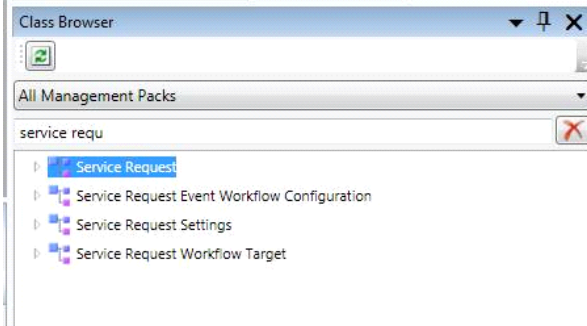 Class Browser
All Management Packs
service requ
Service Request
Service Request Event Workflow Configuration
Service Request Settings
Service Request Workflow Target